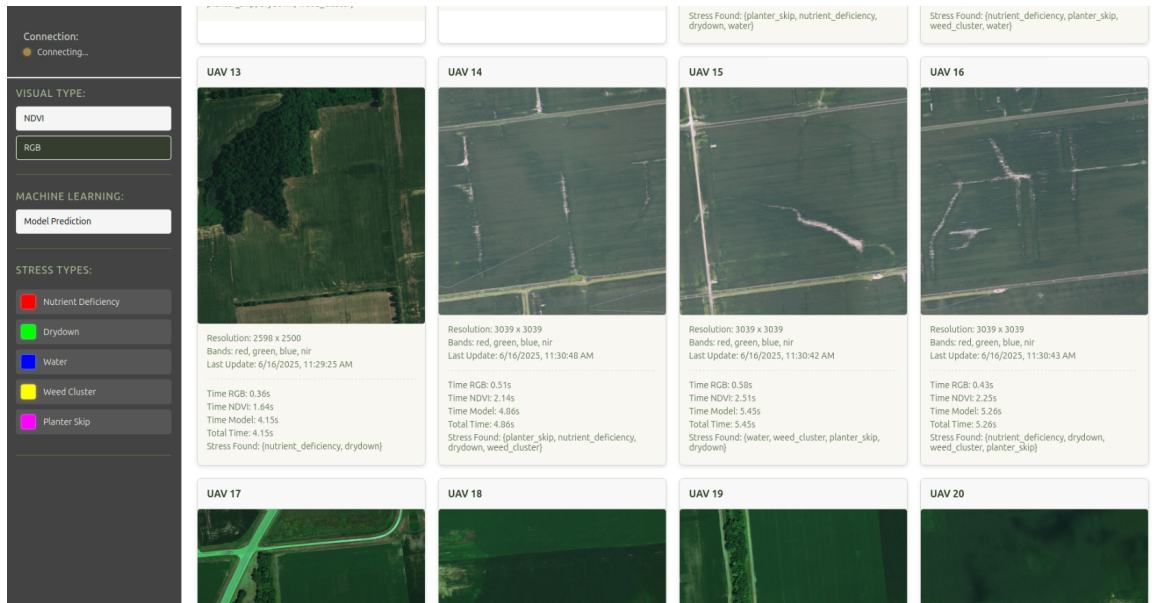 Connection:
Connecting...
VISUAL TYPE:
NDVI
RGB
MACHINE LEARNING:
Model Prediction
STRESS TYPES:
Nutrient Deficiency
Drydown
Water
Weed Cluster
Planter Skip
Stress Found: {planter_skip, nutrient_deficiency,
drydown, water}
Stress Found: {nutrient_deficiency, planter_skip,
weed_cluster, water}
UAV 13
Resolution: 2598 x 2500
Bands: red, green, blue, nir
Last Update: 6/16/2025, 11:29:25 AM
Time RGB: 0.36s
Time NDVI: 1.64s
Time Model: 4.15s
Total Time: 4.15s
Stress Found: {nutrient_deficiency, drydown}
UAV 14
Resolution: 3039 x 3039
Bands: red, green, blue, nir
Last Update: 6/16/2025, 11:30:48 AM
Time RGB: 0.51s
Time NDVI: 2.14s
Time Model: 4.86s
Total Time: 4.86s
Stress Found: {planter_skip, nutrient_deficiency,
drydown, weed_cluster}
UAV 15
Resolution: 3039 x 3039
Bands: red, green, blue, nir
Last Update: 6/16/2025, 11:30:42 AM
Time RGB: 0.58s
Time NDVI: 2.51s
Time Model: 5.45s
Total Time: 5.45s
Stress Found: {water, weed_cluster, planter_skip,
drydown}
UAV 16
Resolution: 3039 x 3039
Bands: red, green, blue, nir
Last Update: 6/16/2025, 11:30:43 AM
Time RGB: 0.43s
Time NDVI: 2.25s
Time Model: 5.26s
Total Time: 5.26s
Stress Found: {nutrient_deficiency, drydown,
weed_cluster, planter_skip}
UAV 17
UAV 18
UAV 19
UAV 20